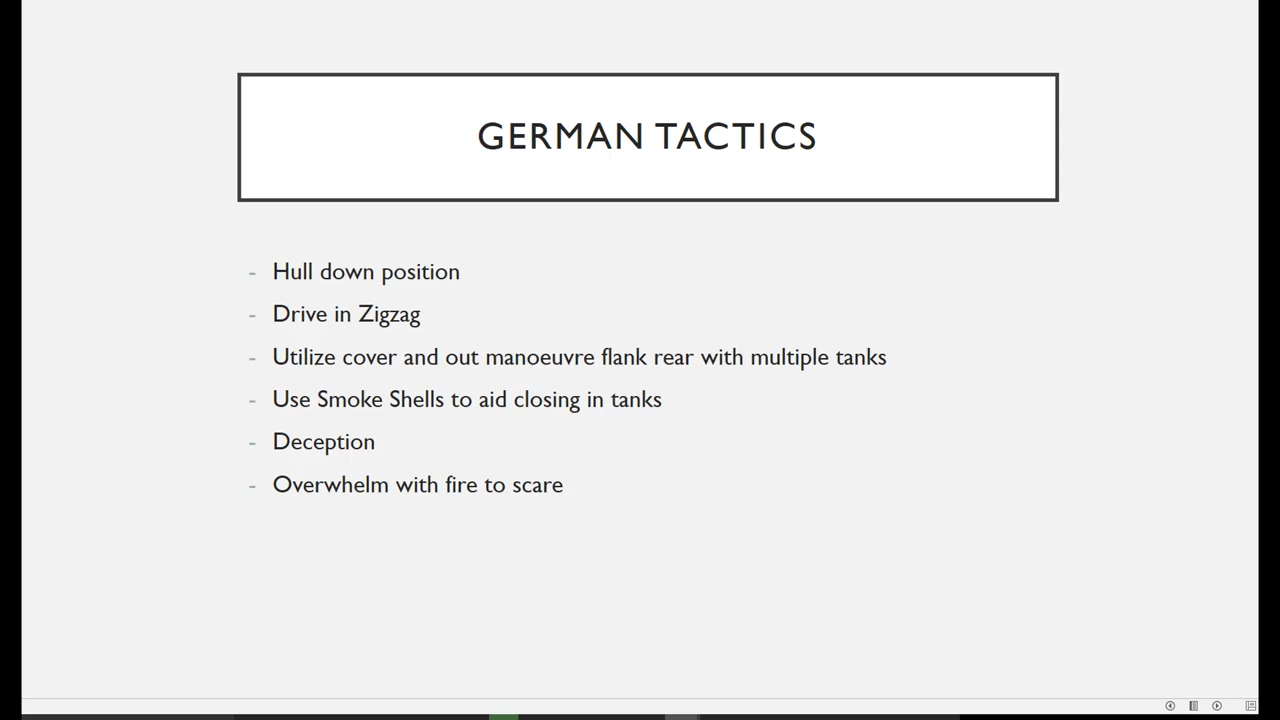 GERMAN TACTICS
- Hull down position
- Drive in Zigzag
- Utilize cover and out manoeuvre flank rear with multiple tanks
- Use Smoke Shells to aid closing in tanks
- Deception
- Overwhelm with fire to scare